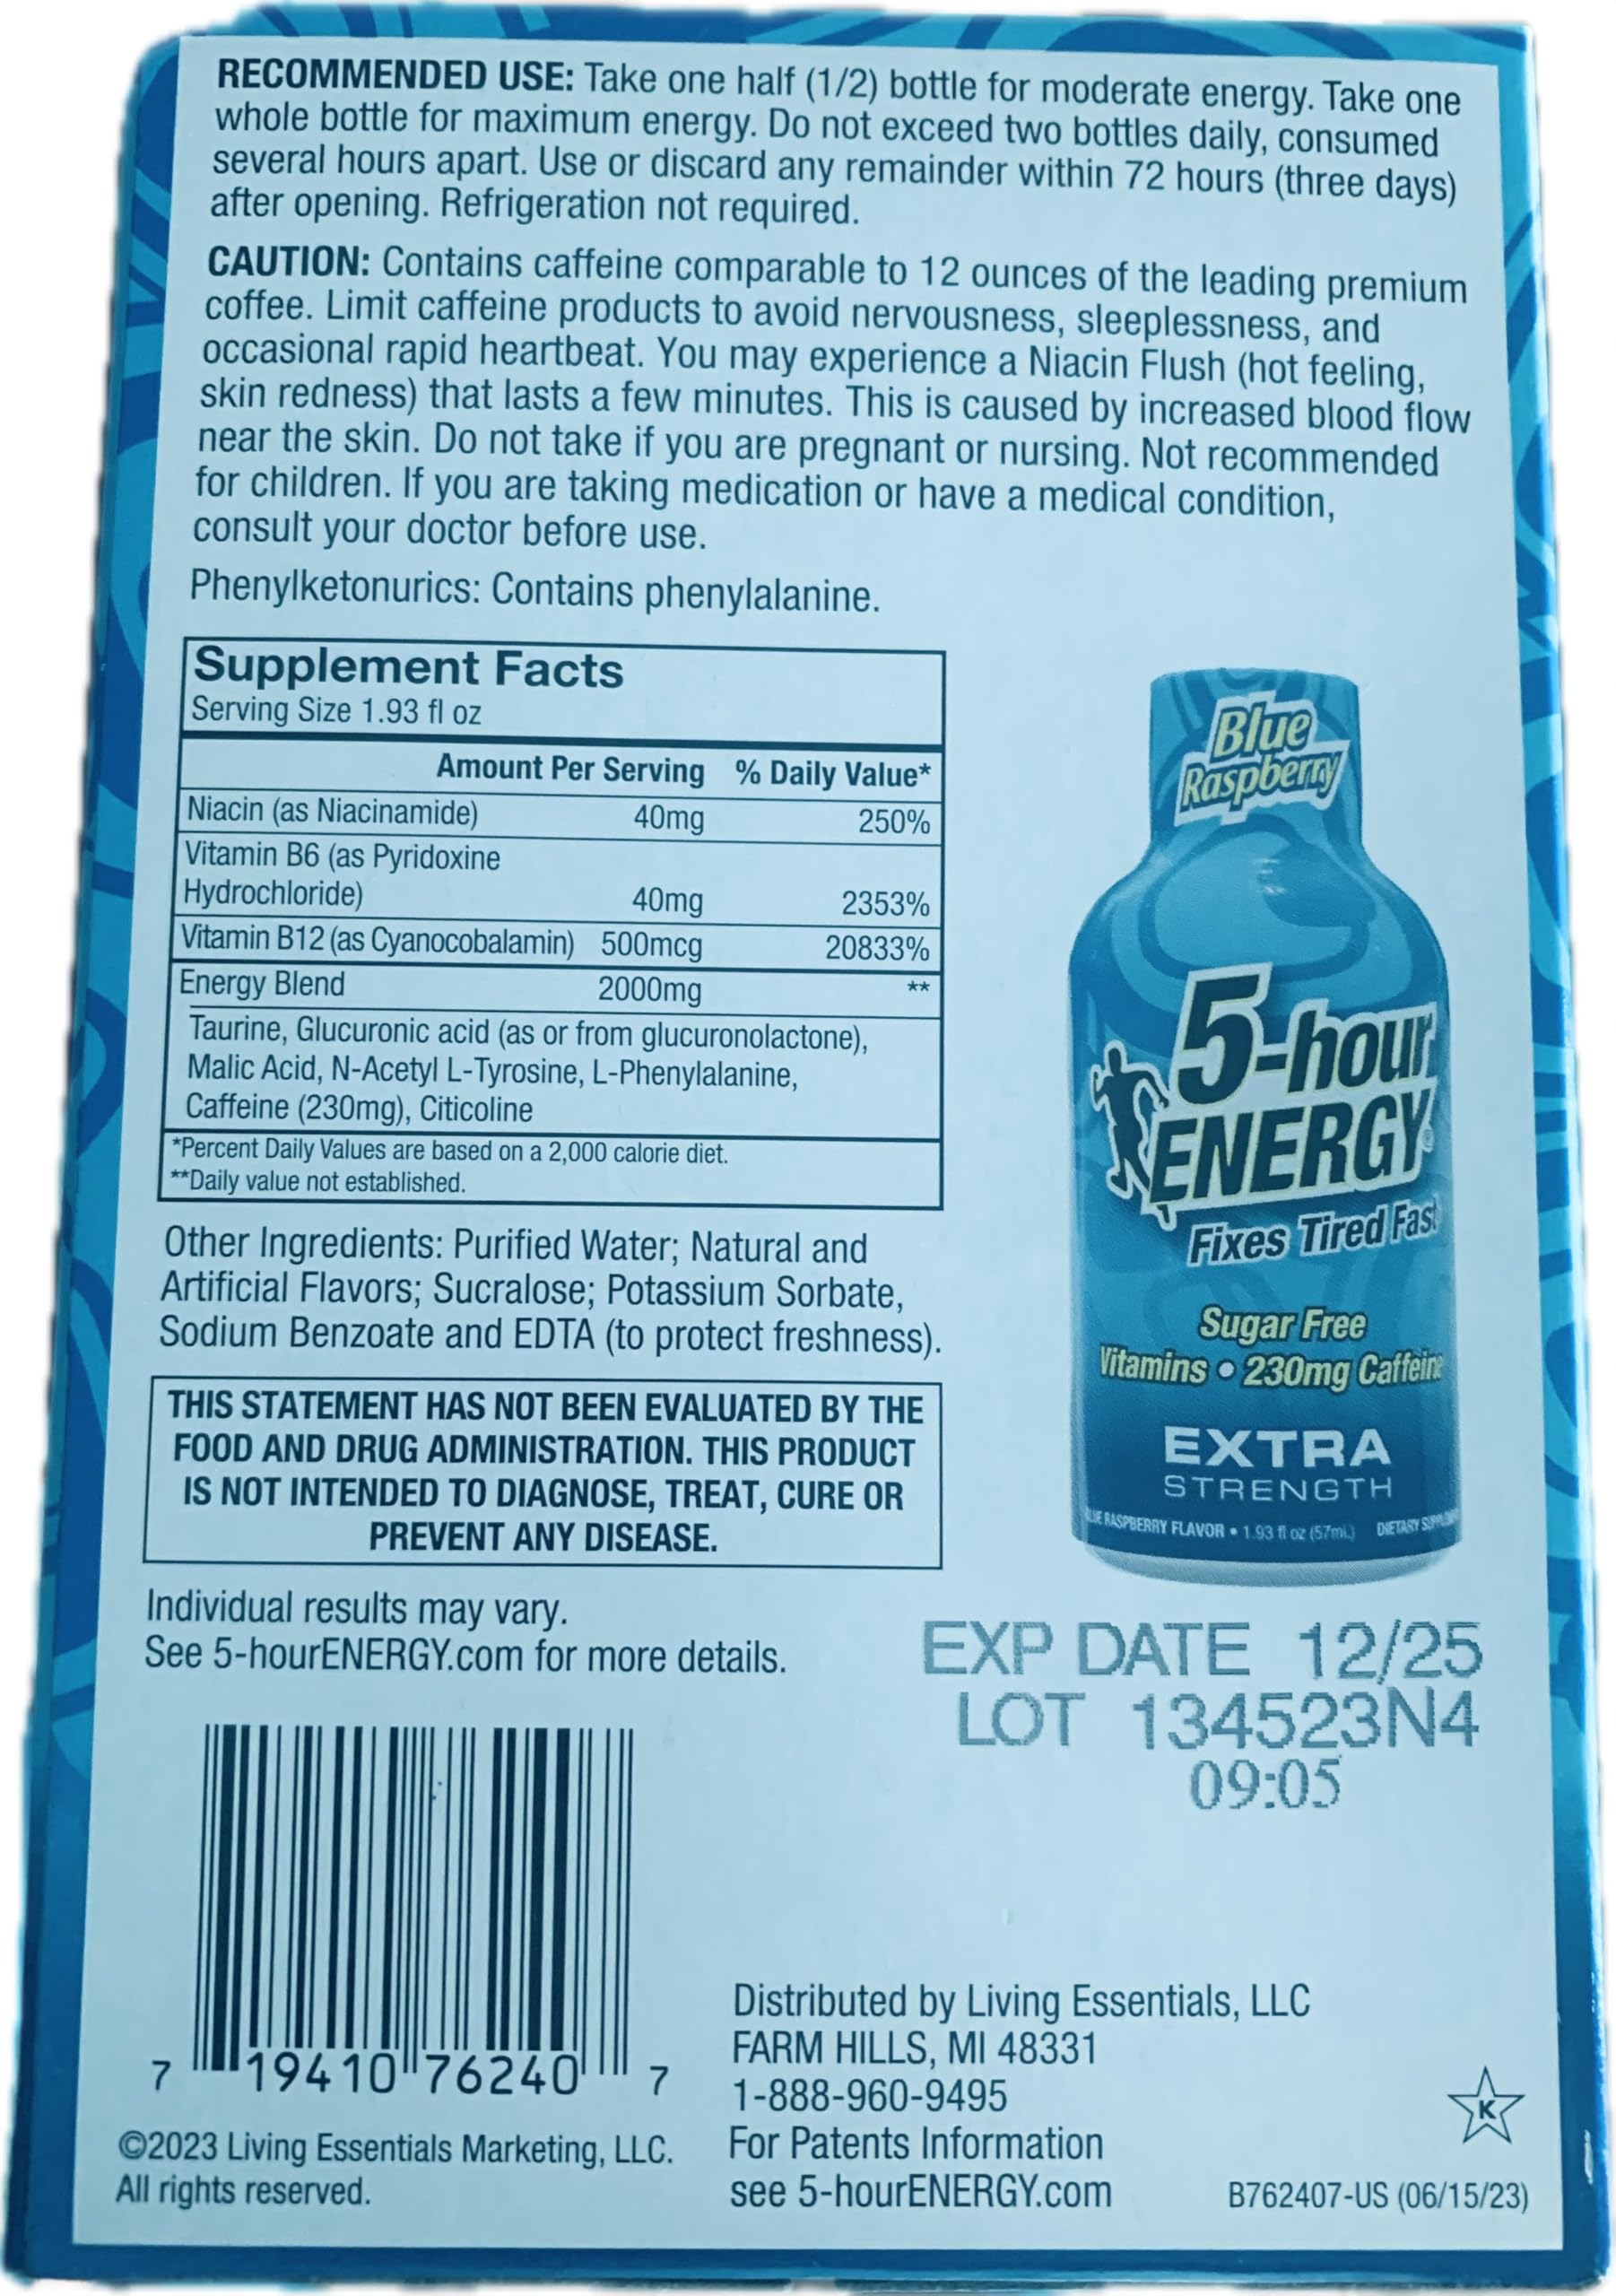 RECOMMENDED USE: Take one half (1/2) bottle for moderate energy. Take one
whole bottle for maximum energy. Do not exceed two bottles daily, consumed
several hours apart. Use or discard any remainder within 72 hours (three days)
after opening. Refrigeration not required.
CAUTION: Contains caffeine comparable to 12 ounces of the leading premium
coffee. Limit caffeine products to avoid nervousness, sleeplessness, and
occasional rapid heartbeat. You may experience a Niacin Flush (hot feeling,
skin redness) that lasts a few minutes. This is caused by increased blood flow
near the skin. Do not take if you are pregnant or nursing. Not recommended
for children. If you are taking medication or have a medical condition,
consult your doctor before use.
Phenylketonurics: Contains phenylalanine.
Supplement Facts
Serving Size 1.93 fl oz
Amount Per Serving % Daily Value*
Niacin (as Niacinamide) 40mg 250%
Vitamin B6 (as Pyridoxine
Hydrochloride) 40mg 2353%
Vitamin B12 (as Cyanocobalamin) 500mcg 20833%
Energy Blend 2000mg **
Taurine, Glucuronic acid (as or from glucuronolactone),
Malic Acid, N-Acetyl L-Tyrosine, L-Phenylalanine,
Caffeine (230mg), Citicoline
*Percent Daily Values are based on a 2,000 calorie diet.
**Daily value not established.
Other Ingredients: Purified Water; Natural and
Artificial Flavors; Sucralose; Potassium Sorbate,
Sodium Benzoate and EDTA (to protect freshness).
THIS STATEMENT HAS NOT BEEN EVALUATED BY THE
FOOD AND DRUG ADMINISTRATION. THIS PRODUCT
IS NOT INTENDED TO DIAGNOSE, TREAT, CURE OR
PREVENT ANY DISEASE.
Individual results may vary.
See 5-hourENERGY.com for more details.
Blue
Raspberry
5-hour
ENERGY®
Fixes Tired Fast
Sugar Free
Vitamins • 230mg Caffeine
EXTRA
STRENGTH
RASPBERRY FLAVOR • 1.93 fl oz (57mL) DIETARY
EXP DATE 12/25
LOT 134523N4
09:05
7 19410 76240 7
©2023 Living Essentials Marketing, LLC.
All rights reserved.
Distributed by Living Essentials, LLC
FARM HILLS, MI 48331
1-888-960-9495
For Patents Information
see 5-hourENERGY.com
K
B762407-US (06/15/23)